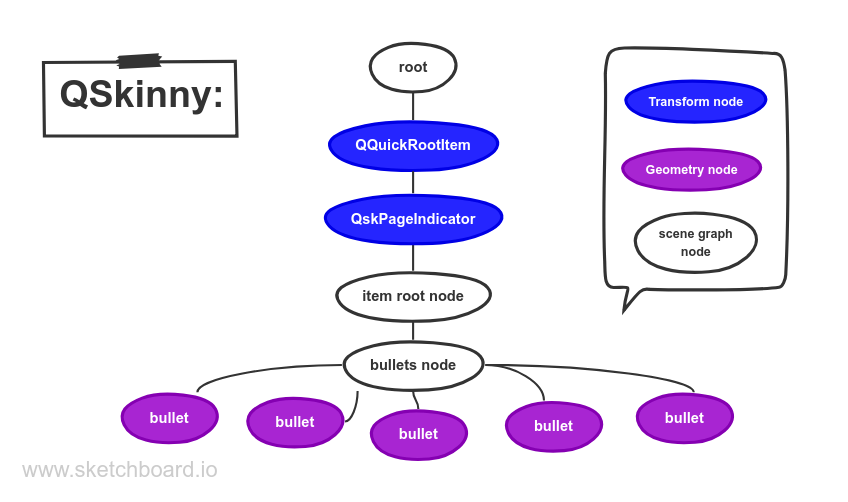 QSkinny:
root
QQuickRootItem
QskPageIndicator
item root node
bullets node
bullet
bullet
bullet
bullet
bullet
Transform node
Geometry node
scene graph
node
www.sketchboard.io